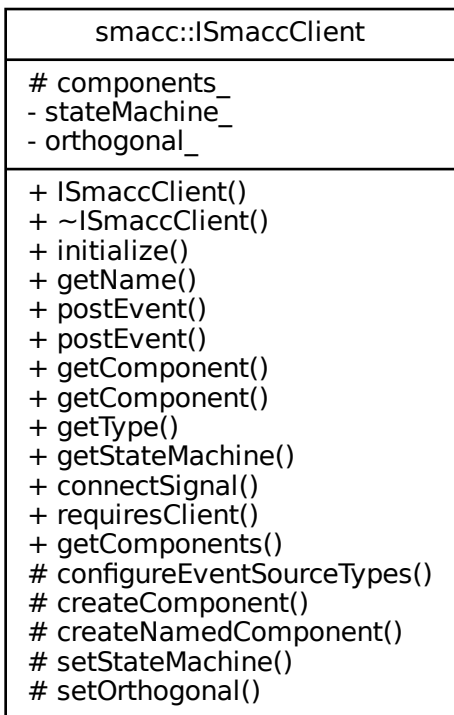 smacc::ISmaccClient
# components_
- stateMachine_
- orthogonal_
+ ISmaccClient()
+ ~ISmaccClient()
+ initialize()
+ getName()
+ postEvent()
+ postEvent()
+ getComponent()
+ getComponent()
+ getType()
+ getStateMachine()
+ connectSignal()
+ requiresClient()
+ getComponents()
# configureEventSourceTypes()
# createComponent()
# createNamedComponent()
# setStateMachine()
# setOrthogonal()